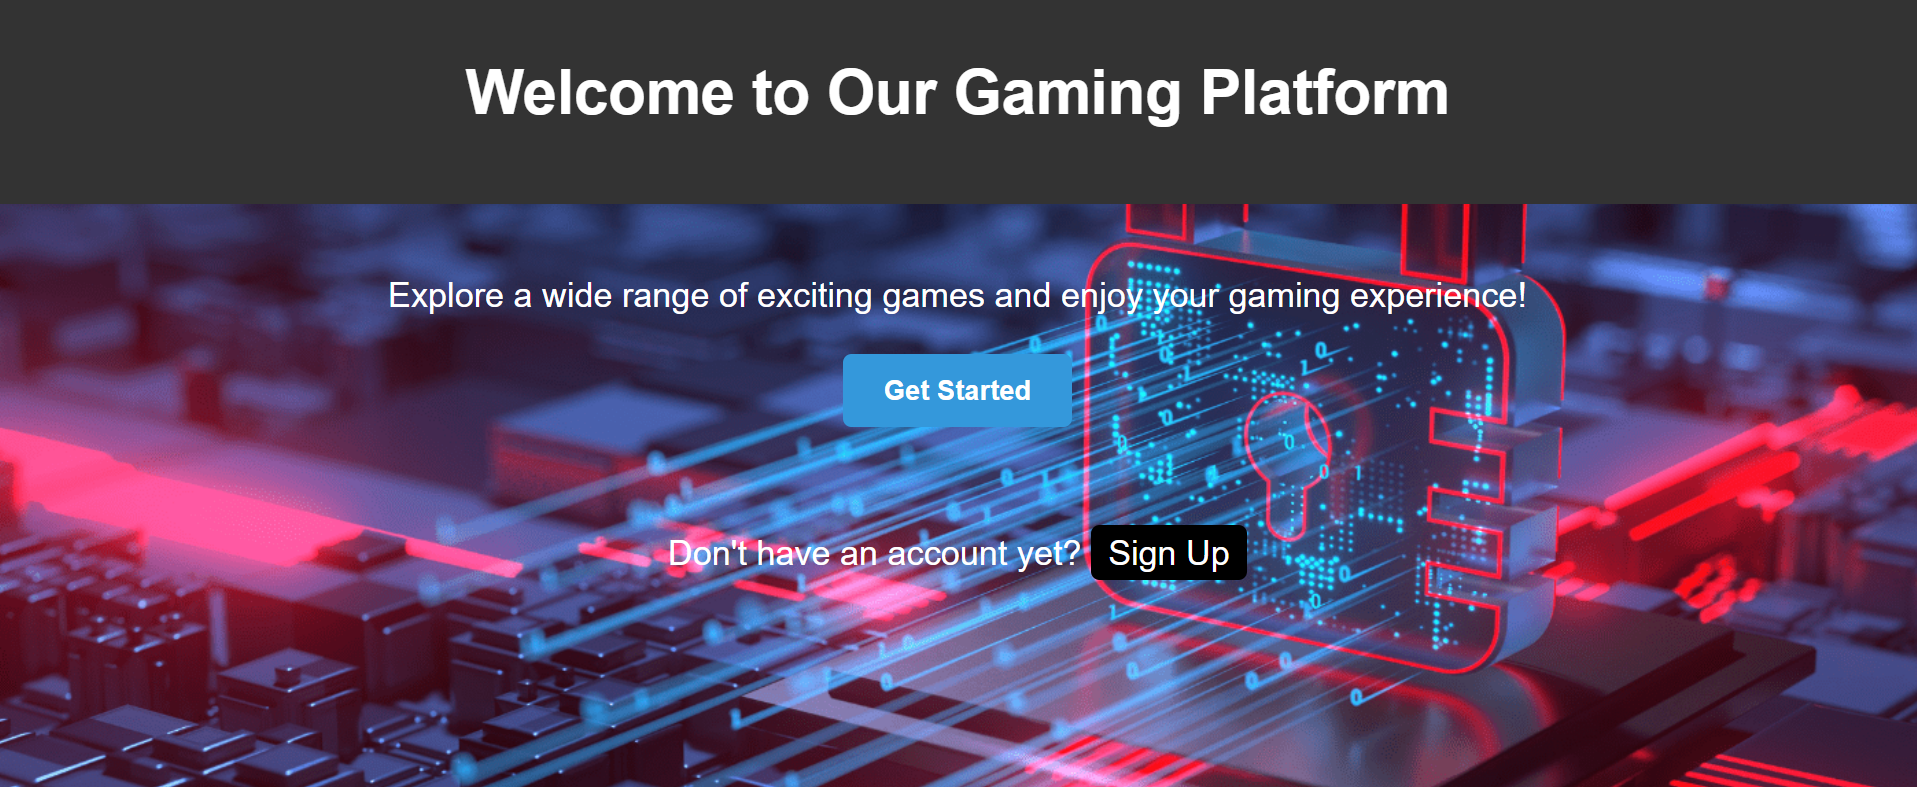 Welcome to Our Gaming Platform
Explore a wide range of exciting games and enjoy your gaming experience!
Get Started
Don't have an account yet? Sign Up